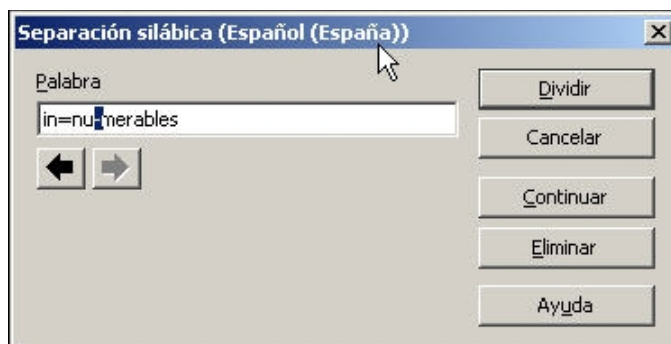 Separación silábica (Español (España))
Palabra
in=nu-merables
Dividir
Cancelar
Continuar
Eliminar
Ayuda